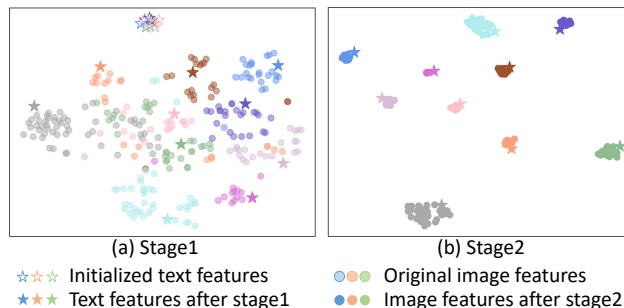 (a) Stage1
(b) Stage2
Initialized text features
Original image features
Text features after stage1
Image features after stage2